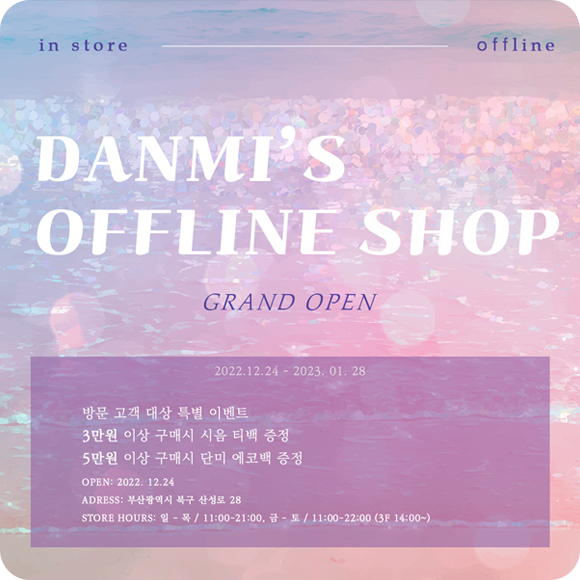 in store
offline
DANMI'S
OFFLINE SHOP
GRAND OPEN
2022.12.24 - 2023. 01. 28
방문 고객 대상 특별 이벤트
3만원 이상 구매시 시음 티백 증정
5만원 이상 구매시 단미 에코백 증정
OPEN: 2022. 12.24
ADRESS: 부산광역시 북구 산성로 28
STORE HOURS: 일 - 목 / 11:00~21:00, 금 - 토 / 11:00~22:00 (3F 14:00~)